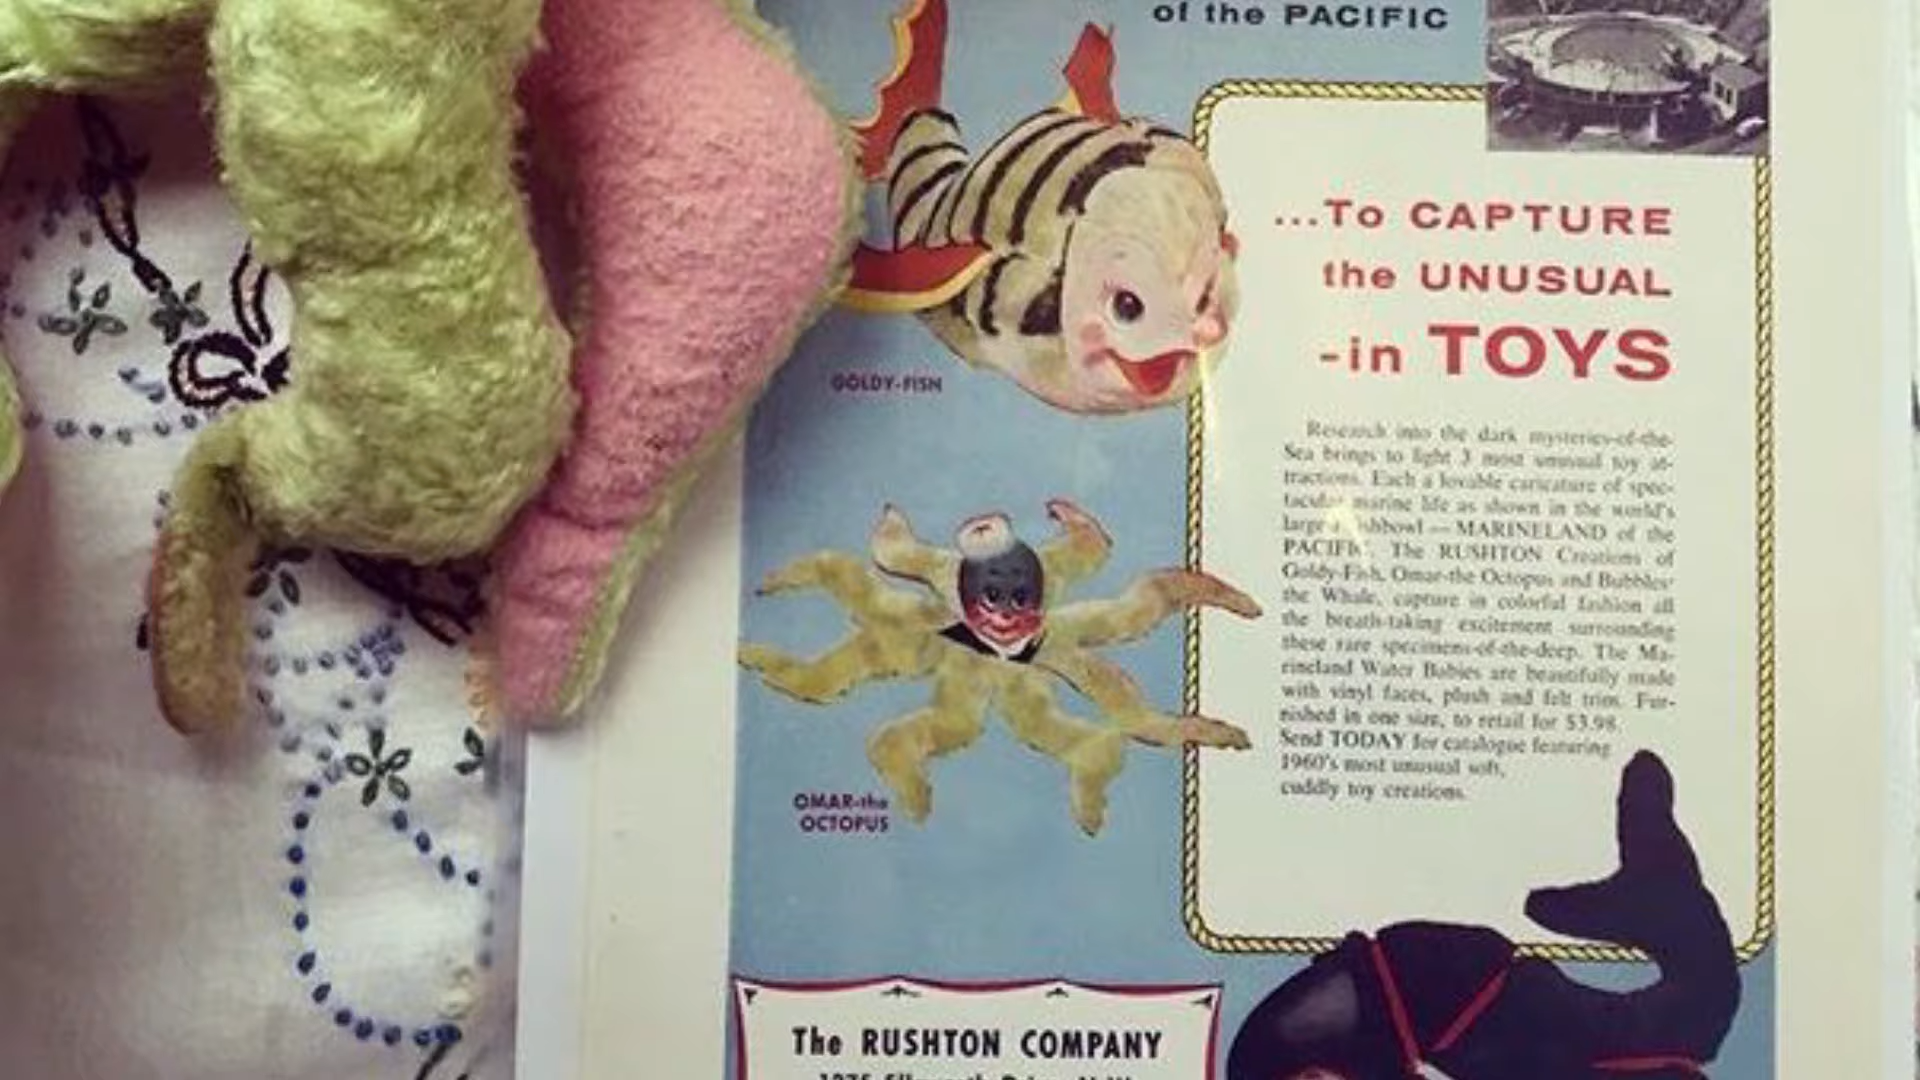 of the PACIFIC
...To CAPTURE
the UNUSUAL
-in TOYS
GOLDY-FISH
Research into the dark mysteries-of-the-
Sea brings to light 3 most unusual toy at-
tractions. Each a lovable caricature of spec-
tacular marine life as shown in the world's
large fishbowl — MARINELAND of the
PACIFIC. The RUSHTON Creations of
Goldy-Fish, Omar-the Octopus and Bubbles-
the Whale, capture in colorful fashion all
the breath-taking excitement surrounding
these rare specimens-of-the-deep. The Ma-
rineland Water Babies are beautifully made
with vinyl faces, plush and felt trim. Fur-
nished in one size, to retail for $3.98.
Send TODAY for catalogue featuring
1960's most unusual soft,
cuddly toy creations.
OMAR-the
OCTOPUS
The RUSHTON COMPANY